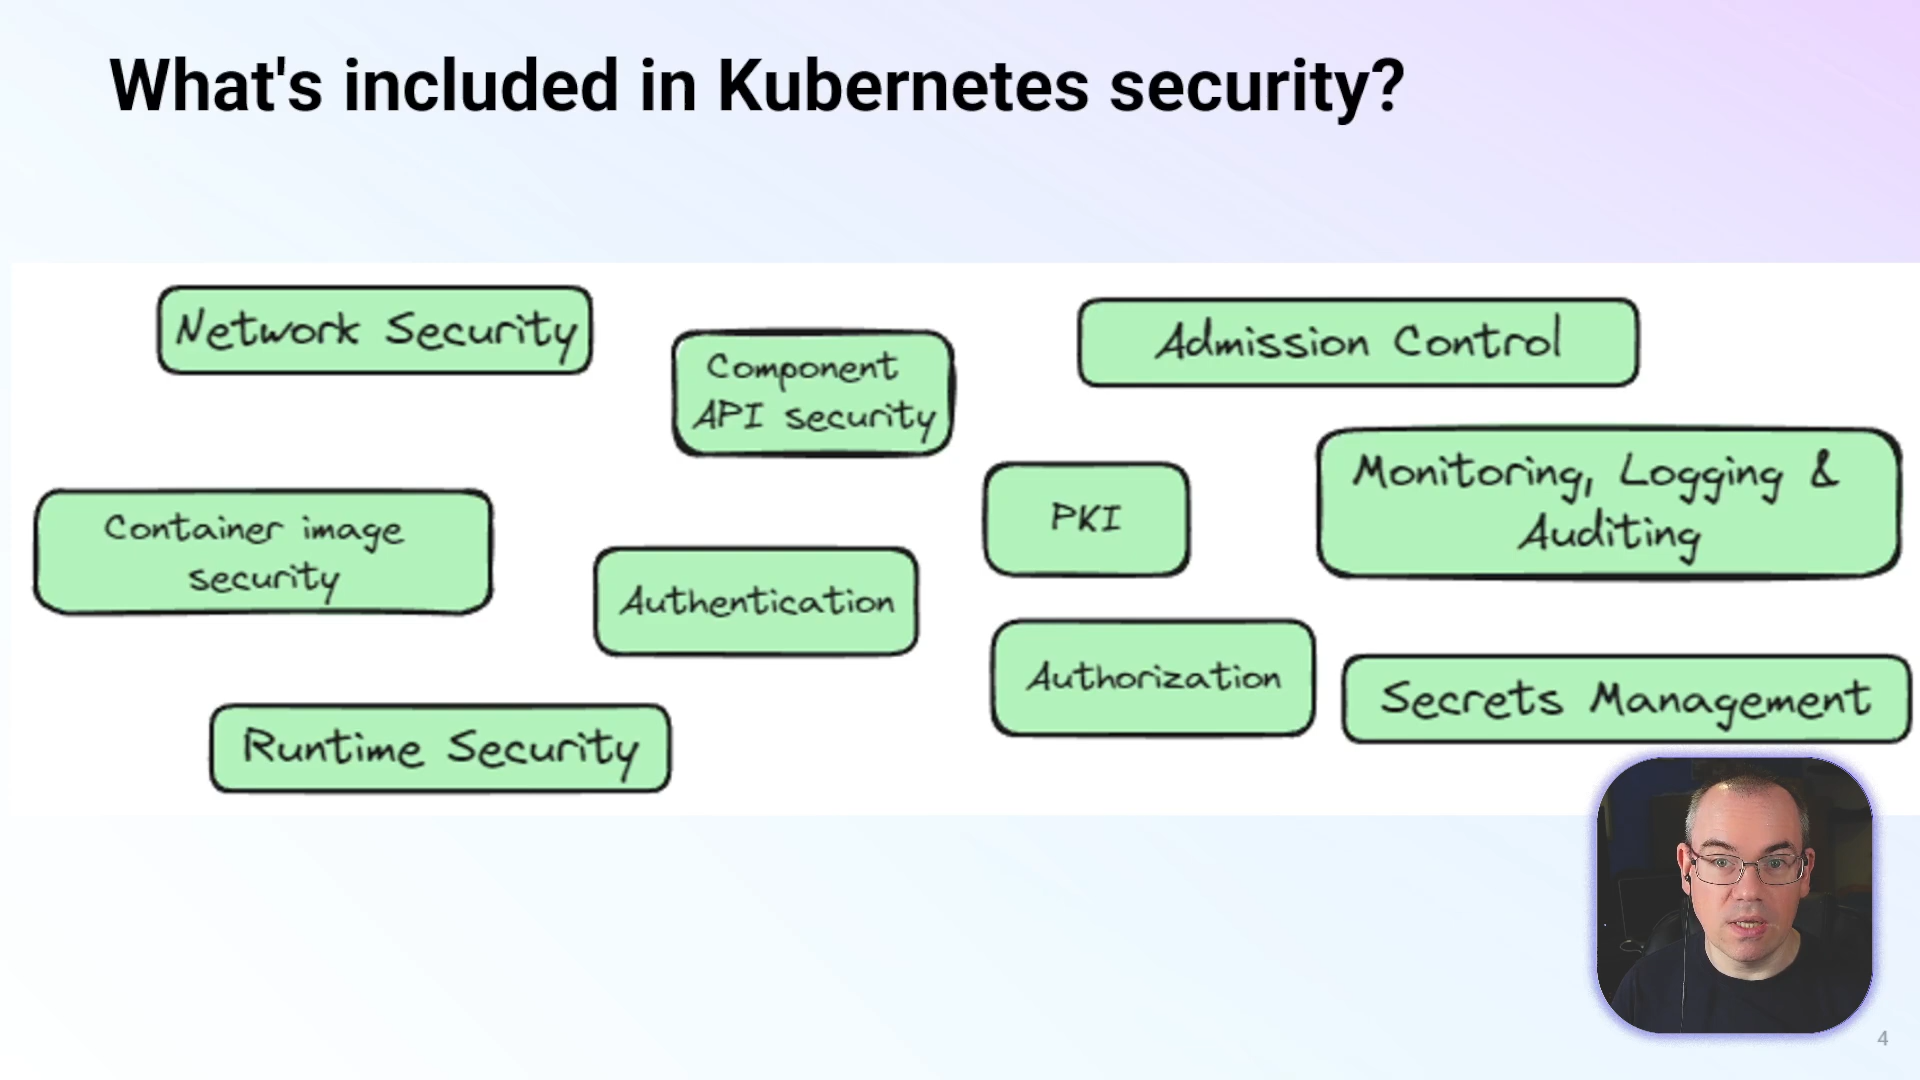 What's included in Kubernetes security?
Network Security
Component
API security
Admission Control
Container image
security
Authentication
PKI
Monitoring, Logging &
Auditing
Authorization
Secrets Management
Runtime Security
4